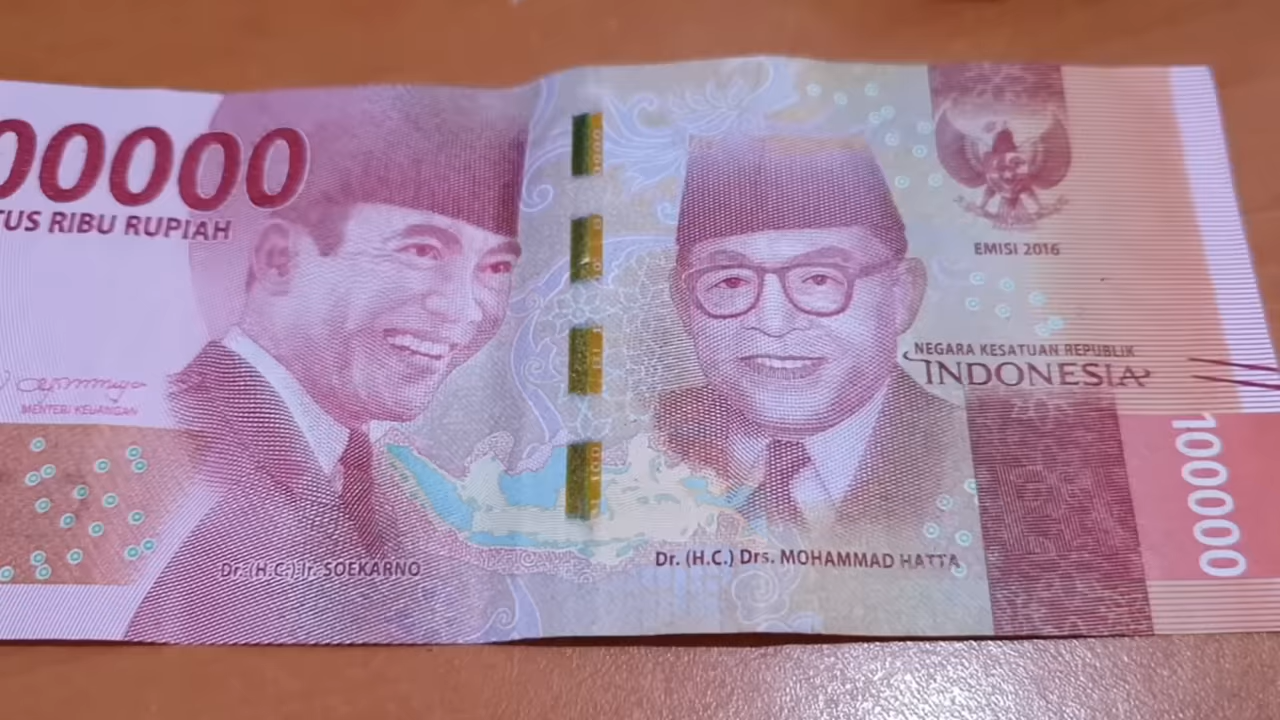 00000
TUS RIBU RUPIAH
MENTERI KEUANGAN
Dr. (H.C.) Ir. SOEKARNO
Dr. (H.C.) Drs. MOHAMMAD HATTA
EMISI 2016
NEGARA KESATUAN REPUBLIK
INDONESIA
100000